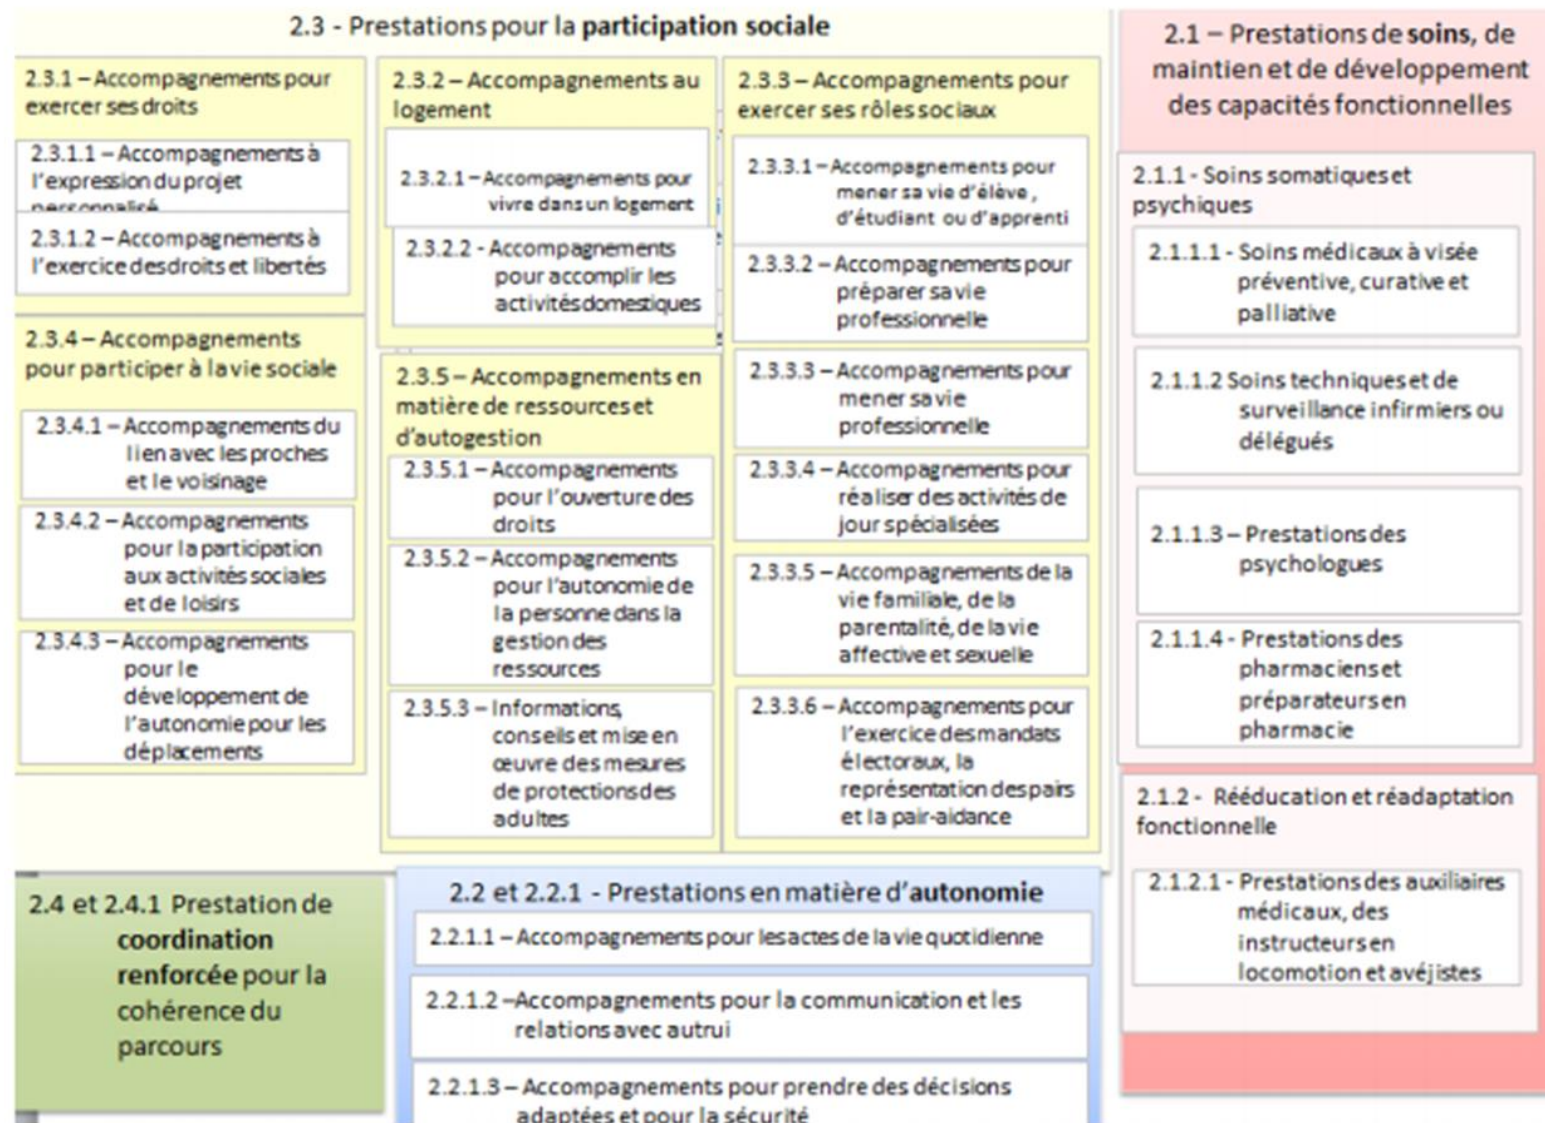 2.3 - Prestations pour la participation sociale
2.3.1 – Accompagnements pour
exercer ses droits
2.3.1.1 – Accompagnements à
l'expression du projet
personnalisé
2.3.1.2 – Accompagnements à
l'exercice des droits et libertés
2.3.4 – Accompagnements
pour participer à la vie sociale
2.3.4.1 – Accompagnements du
lien avec les proches
et le voisinage
2.3.4.2 – Accompagnements
pour la participation
aux activités sociales
et de loisirs
2.3.4.3 – Accompagnements
pour le
développement de
l'autonomie pour les
déplacements
2.3.2 – Accompagnements au
logement
2.3.2.1 – Accompagnements pour
vivre dans un logement
2.3.2.2 - Accompagnements
pour accomplir les
activités domestiques
2.3.5 – Accompagnements en
matière de ressources et
d'autogestion
2.3.5.1 – Accompagnements
pour l'ouverture des
droits
2.3.5.2 – Accompagnements
pour l'autonomie de
la personne dans la
gestion des
ressources
2.3.5.3 – Informations,
conseils et mise en
œuvre des mesures
de protections des
adultes
2.3.3 – Accompagnements pour
exercer ses rôles sociaux
2.3.3.1 – Accompagnements pour
mener sa vie d'élève,
d'étudiant ou d'apprenti
2.3.3.2 – Accompagnements pour
préparer sa vie
professionnelle
2.3.3.3 – Accompagnements pour
mener sa vie
professionnelle
2.3.3.4 – Accompagnements pour
réaliser des activités de
jour spécialisées
2.3.3.5 – Accompagnements de la
vie familiale, de la
parentalité, de la vie
affective et sexuelle
2.3.3.6 – Accompagnements pour
l'exercice des mandats
électoraux, la
représentation des pairs
et la pair-aidance
2.1 – Prestations de soins, de
maintien et de développement
des capacités fonctionnelles
2.1.1 - Soins somatiques et
psychiques
2.1.1.1 - Soins médicaux à visée
préventive, curative et
palliative
2.1.1.2 Soins techniques et de
surveillance infirmiers ou
délégués
2.1.1.3 – Prestations des
psychologues
2.1.1.4 - Prestations des
pharmaciens et
préparateurs en
pharmacie
2.1.2 - Rééducation et réadaptation
fonctionnelle
2.1.2.1 - Prestations des auxiliaires
médicaux, des
instructeurs en
locomotion et avéjistes
2.4 et 2.4.1 Prestation de
coordination
renforcée pour la
cohérence du
parcours
2.2 et 2.2.1 - Prestations en matière d'autonomie
2.2.1.1 – Accompagnements pour les actes de la vie quotidienne
2.2.1.2 – Accompagnements pour la communication et les
relations avec autrui
2.2.1.3 – Accompagnements pour prendre des décisions
adaptées et pour la sécurité